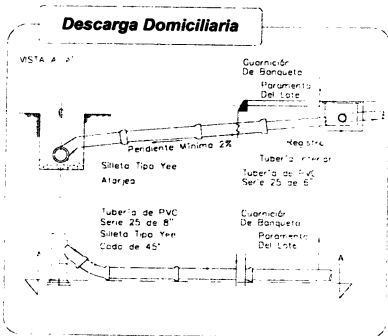 Descarga Domiciliaria
VISTA A A'
Guarnición
De Banqueta
Paramento
Del Lote
Pendiente Mínima 2%
Registro
Silleta Tipo Yee
Atarjea
Tubería Interior
Tubería de PVC
Serie 25 de 6"
Tubería de PVC
Serie 25 de 8"
Silleta Tipo Yee
Codo de 45°
Guarnición
De Banqueta
Paramento
Del Lote
A